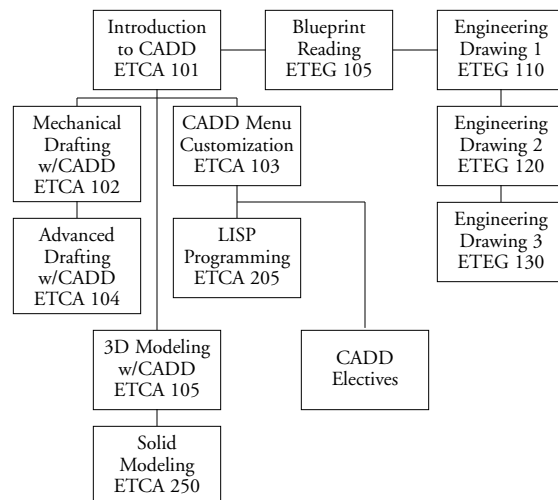 Introduction
to CADD
ETCA 101
Blueprint
Reading
ETEG 105
Engineering
Drawing 1
ETEG 110
Mechanical
Drafting
w/CADD
ETCA 102
CADD Menu
Customization
ETCA 103
Engineering
Drawing 2
ETEG 120
Advanced
Drafting
w/CADD
ETCA 104
LISP
Programming
ETCA 205
Engineering
Drawing 3
ETEG 130
3D Modeling
w/CADD
ETCA 105
CADD
Electives
Solid
Modeling
ETCA 250